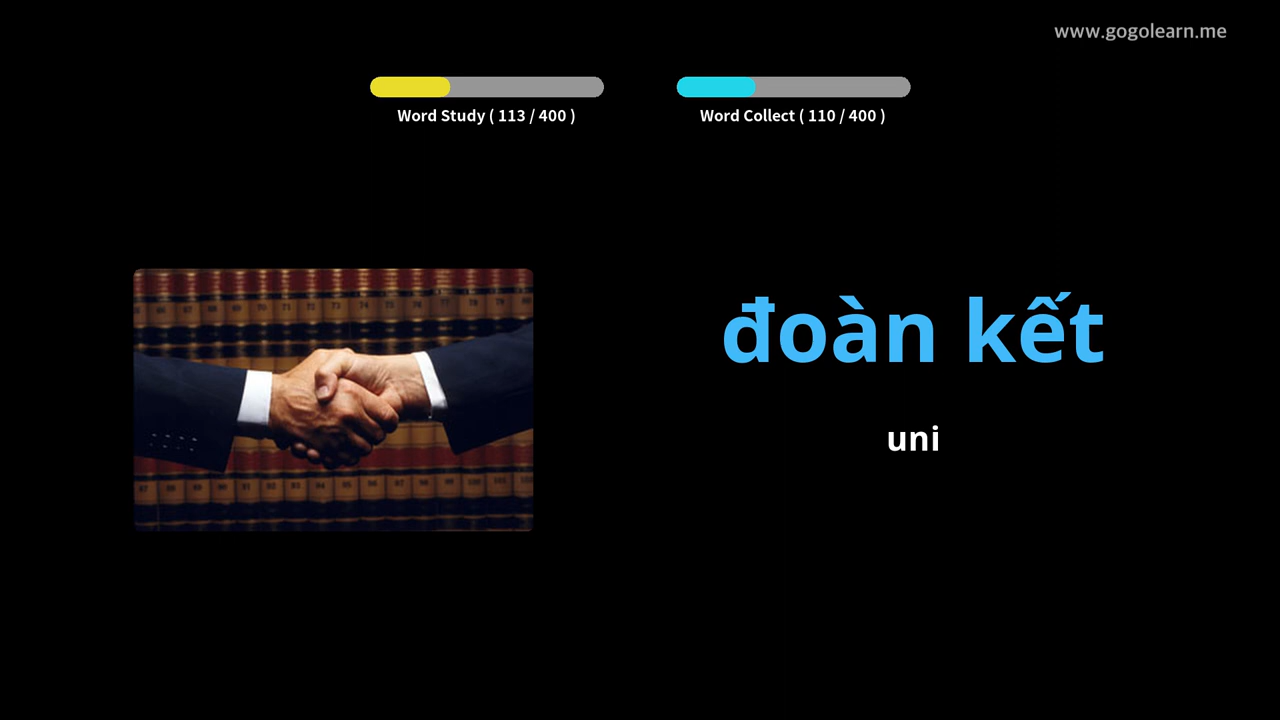 www.gogolearn.me
Word Study ( 113 / 400 )
Word Collect ( 110 / 400 )
đoàn kết
uni